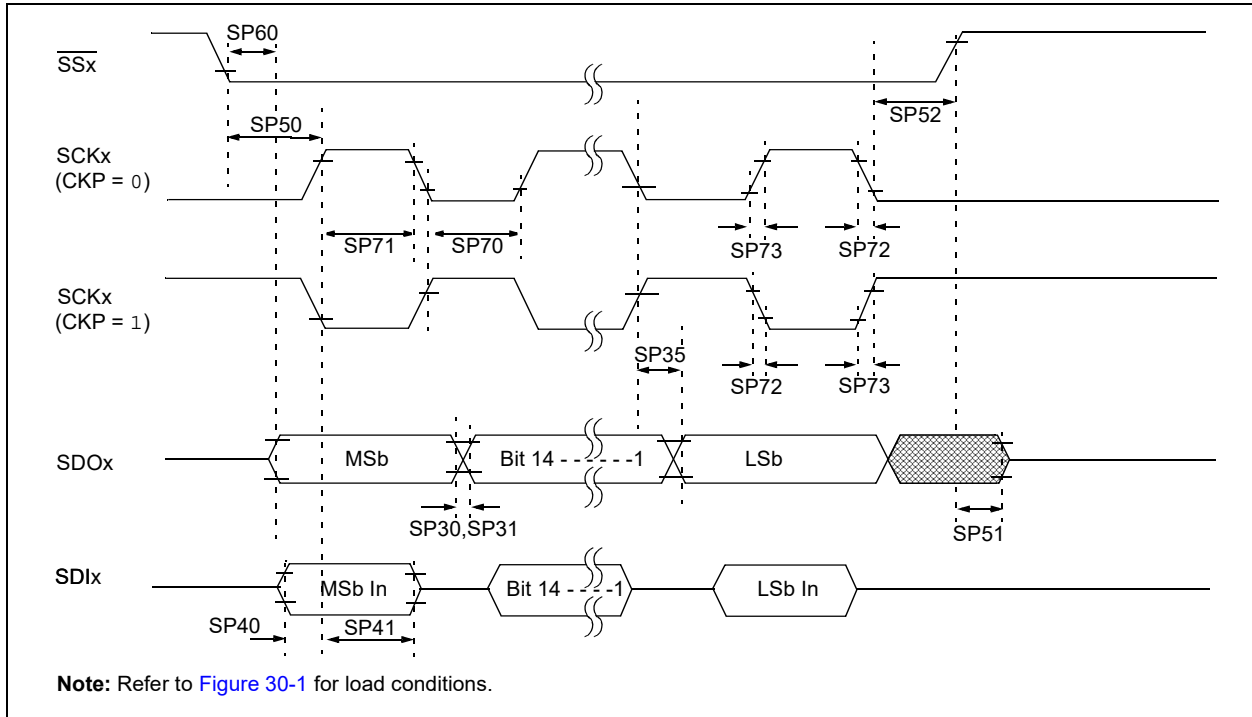 SP60
SSx
SP50
SP52
SCKx
(CKP = 0)
SP71
SP70
SP73
SP72
SCKx
(CKP = 1)
SP35
SP72
SP73
SDOx
MSb
Bit 14 - - - - - -1
LSb
SP30,SP31
SP51
SDIx
MSb In
Bit 14 - - - -1
LSb In
SP40
SP41
Note: Refer to Figure 30-1 for load conditions.